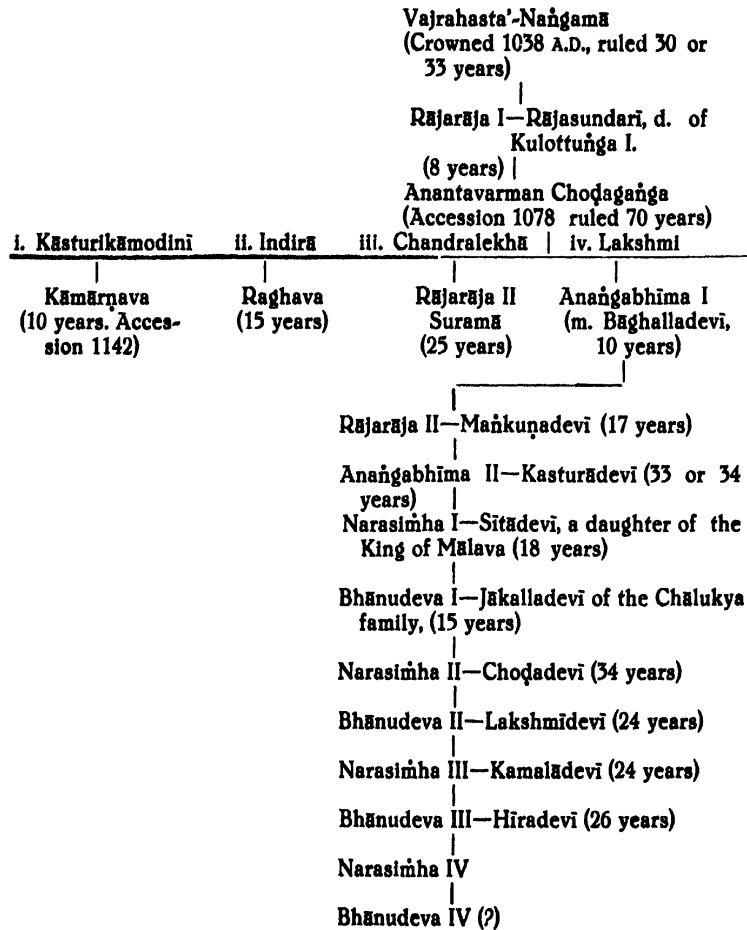 Vajrahasta'-Naṅgamā
(Crowned 1038 A.D., ruled 30 or
33 years)
Rājarāja I—Rājasundarī, d. of
Kulottuṅga I.
(8 years)
Anantavarman Choḍagaṅga
(Accession 1078 ruled 70 years)
i. Kāsturikāmodinī ii. Indirā iii. Chandralekhā iv. Lakshmi
Kāmārṇava Raghava Rājarāja II Anaṅgabhīma I
(10 years. Acces- (15 years) Suramā (m. Bāghalladevī,
sion 1142) (25 years) 10 years)
Rājarāja II—Maṅkuṇadevī (17 years)
Anaṅgabhīma II—Kasturādevī (33 or 34
years)
Narasiṁha I—Sītādevī, a daughter of the
King of Mālava (18 years)
Bhānudeva I—Jākalladevī of the Chālukya
family, (15 years)
Narasiṁha II—Choḍadevī (34 years)
Bhānudeva II—Lakshmīdevī (24 years)
Narasiṁha III—Kamalādevī (24 years)
Bhānudeva III—Hīradevī (26 years)
Narasiṁha IV
Bhānudeva IV (?)